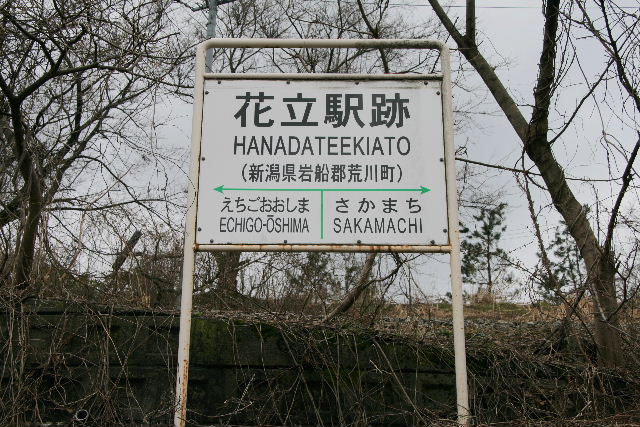 花立駅跡
HANADATEEKIATO
(新潟県岩船郡荒川町)
えちごおおしま さかまち
ECHIGO-ŌSHIMA SAKAMACHI